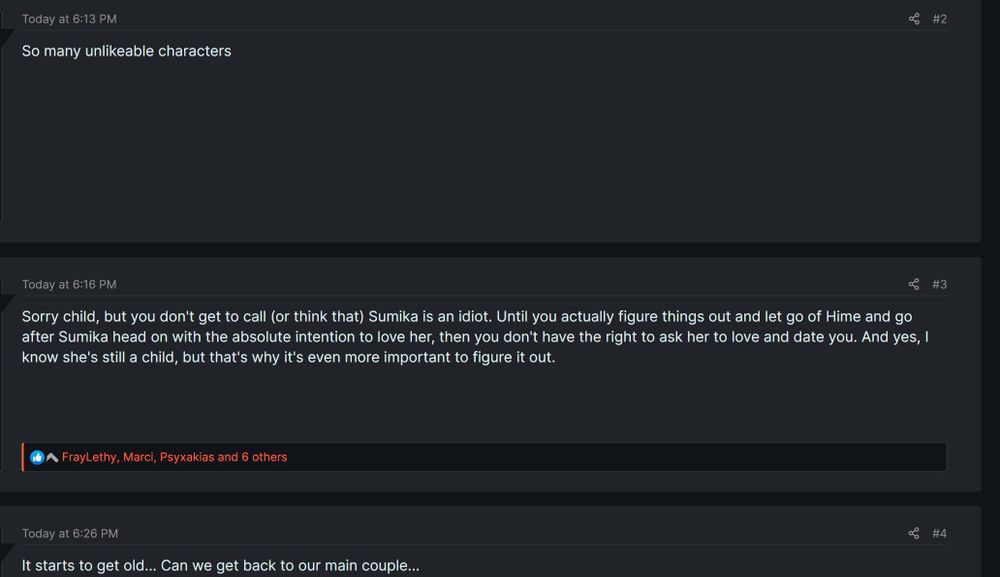 Today at 6:13 PM
#2
So many unlikeable characters
Today at 6:16 PM
#3
Sorry child, but you don't get to call (or think that) Sumika is an idiot. Until you actually figure things out and let go of Hime and go
after Sumika head on with the absolute intention to love her, then you don't have the right to ask her to love and date you. And yes, I
know she's still a child, but that's why it's even more important to figure it out.
FrayLethy, Marci, Psyxakias and 6 others
Today at 6:26 PM
#4
It starts to get old... Can we get back to our main couple...